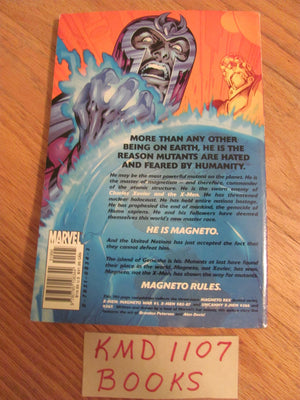 MORE THAN ANY OTHER
BEING ON EARTH, HE IS THE
REASON MUTANTS ARE HATED
AND FEARED BY HUMANITY.
He may be the most powerful mutant on the planet. He is
the master of magnetism — and therefore, commander
of the atomic structure. He is the sworn enemy of
Charles Xavier and the X-Men. He has threatened
nuclear holocaust. He has held entire nations hostage.
He has prophesied the end of mankind, the genocide of
Homo sapiens. He and his followers have deemed
themselves this world's new master race.
HE IS MAGNETO.
And the United Nations has just accepted the fact that
they cannot defeat him.
The island of Genosha is his. Mutants at last have found
their place in the world. Magneto, not Xavier, has won.
Magneto, not the X-Men, has shown the way for mutants.
MAGNETO RULES.
MARVEL
KMD 1107
BOOKS